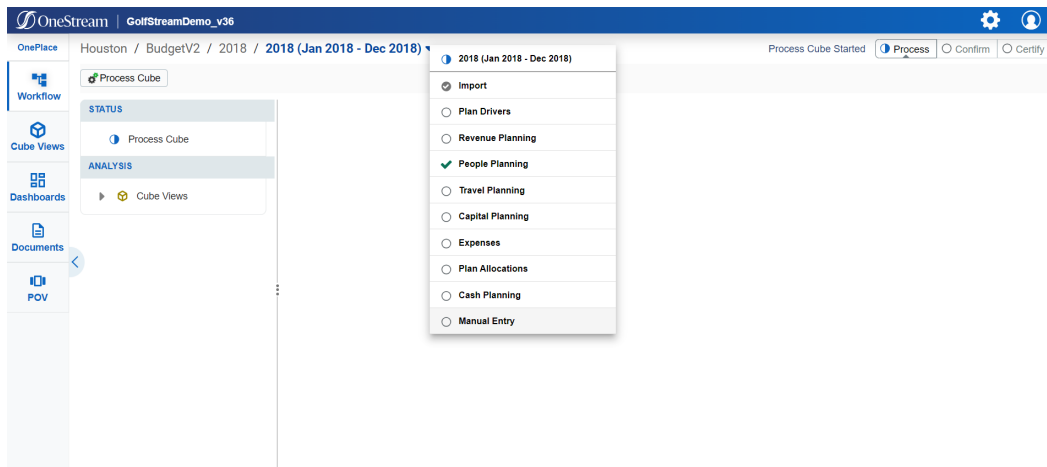 OneStream | GolfStreamDemo_v36
OnePlace
Houston / BudgetV2 / 2018 / 2018 (Jan 2018 - Dec 2018)
Process Cube Started
Process
Confirm
Certify
Workflow
Cube Views
Dashboards
Documents
POV
Process Cube
STATUS
Process Cube
ANALYSIS
Cube Views
2018 (Jan 2018 - Dec 2018)
Import
Plan Drivers
Revenue Planning
People Planning
Travel Planning
Capital Planning
Expenses
Plan Allocations
Cash Planning
Manual Entry